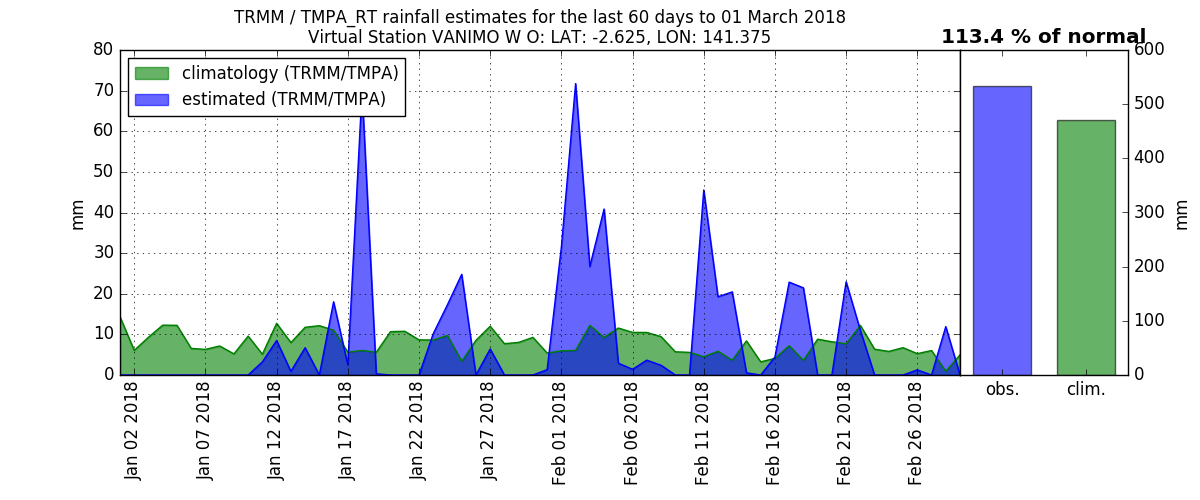 TRMM / TMPA_RT rainfall estimates for the last 60 days to 01 March 2018
Virtual Station VANIMO W O: LAT: -2.625, LON: 141.375
113.4 % of normal
climatology (TRMM/TMPA)
estimated (TRMM/TMPA)
80
70
60
50
40
30
20
10
0
mm
Jan 02 2018
Jan 07 2018
Jan 12 2018
Jan 17 2018
Jan 22 2018
Jan 27 2018
Feb 01 2018
Feb 06 2018
Feb 11 2018
Feb 16 2018
Feb 21 2018
Feb 26 2018
obs.
clim.
600
500
400
300
200
100
0
mm